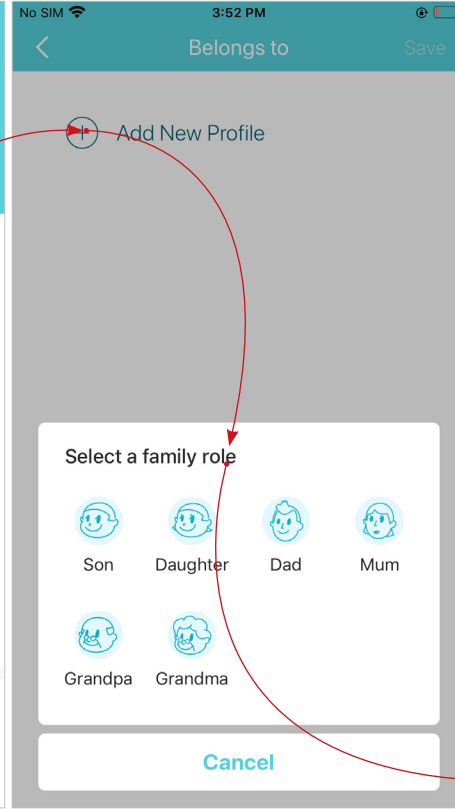 No SIM 3:52 PM
Belongs to Save
Add New Profile
Select a family role
Son Daughter Dad Mum
Grandpa Grandma
Cancel